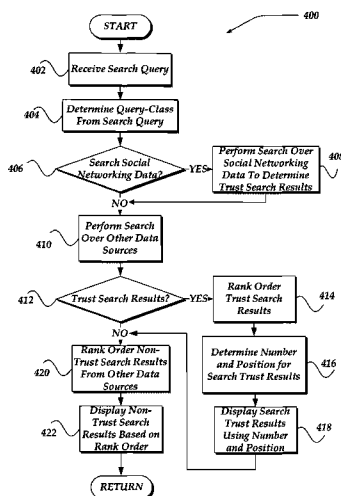 START
400
402
Receive Search Query
404
Determine Query-Class
From Search Query
406
Search Social
Networking Data?
YES
Perform Search Over
Social Networking
Data To Determine
Trust Search Results
408
NO
410
Perform Search
Over Other Data
Sources
412
Trust Search Results?
YES
Rank Order
Trust Search
Results
414
NO
420
Rank Order Non-
Trust Search Results
From Other Data
Sources
Determine Number
and Position for
Search Trust Results
416
422
Display Non-
Trust Search
Results Based on
Rank Order
Display Search
Trust Results
Using Number
and Position
418
RETURN